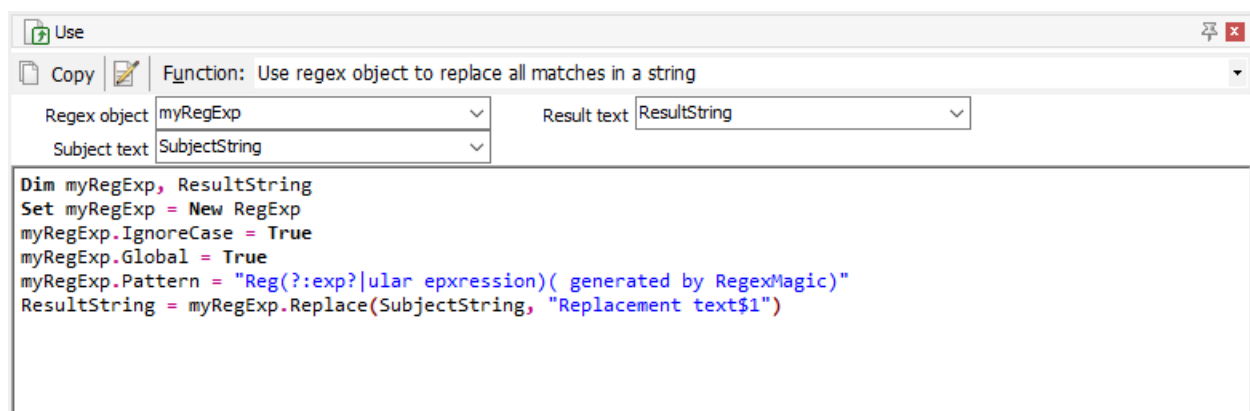 Use
Copy Function: Use regex object to replace all matches in a string
Regex object myRegExp Result text ResultString
Subject text SubjectString
Dim myRegExp, ResultString
Set myRegExp = New RegExp
myRegExp.IgnoreCase = True
myRegExp.Global = True
myRegExp.Pattern = "Reg(?:exp?|ular epxression)( generated by RegexMagic)"
ResultString = myRegExp.Replace(SubjectString, "Replacement text$1")